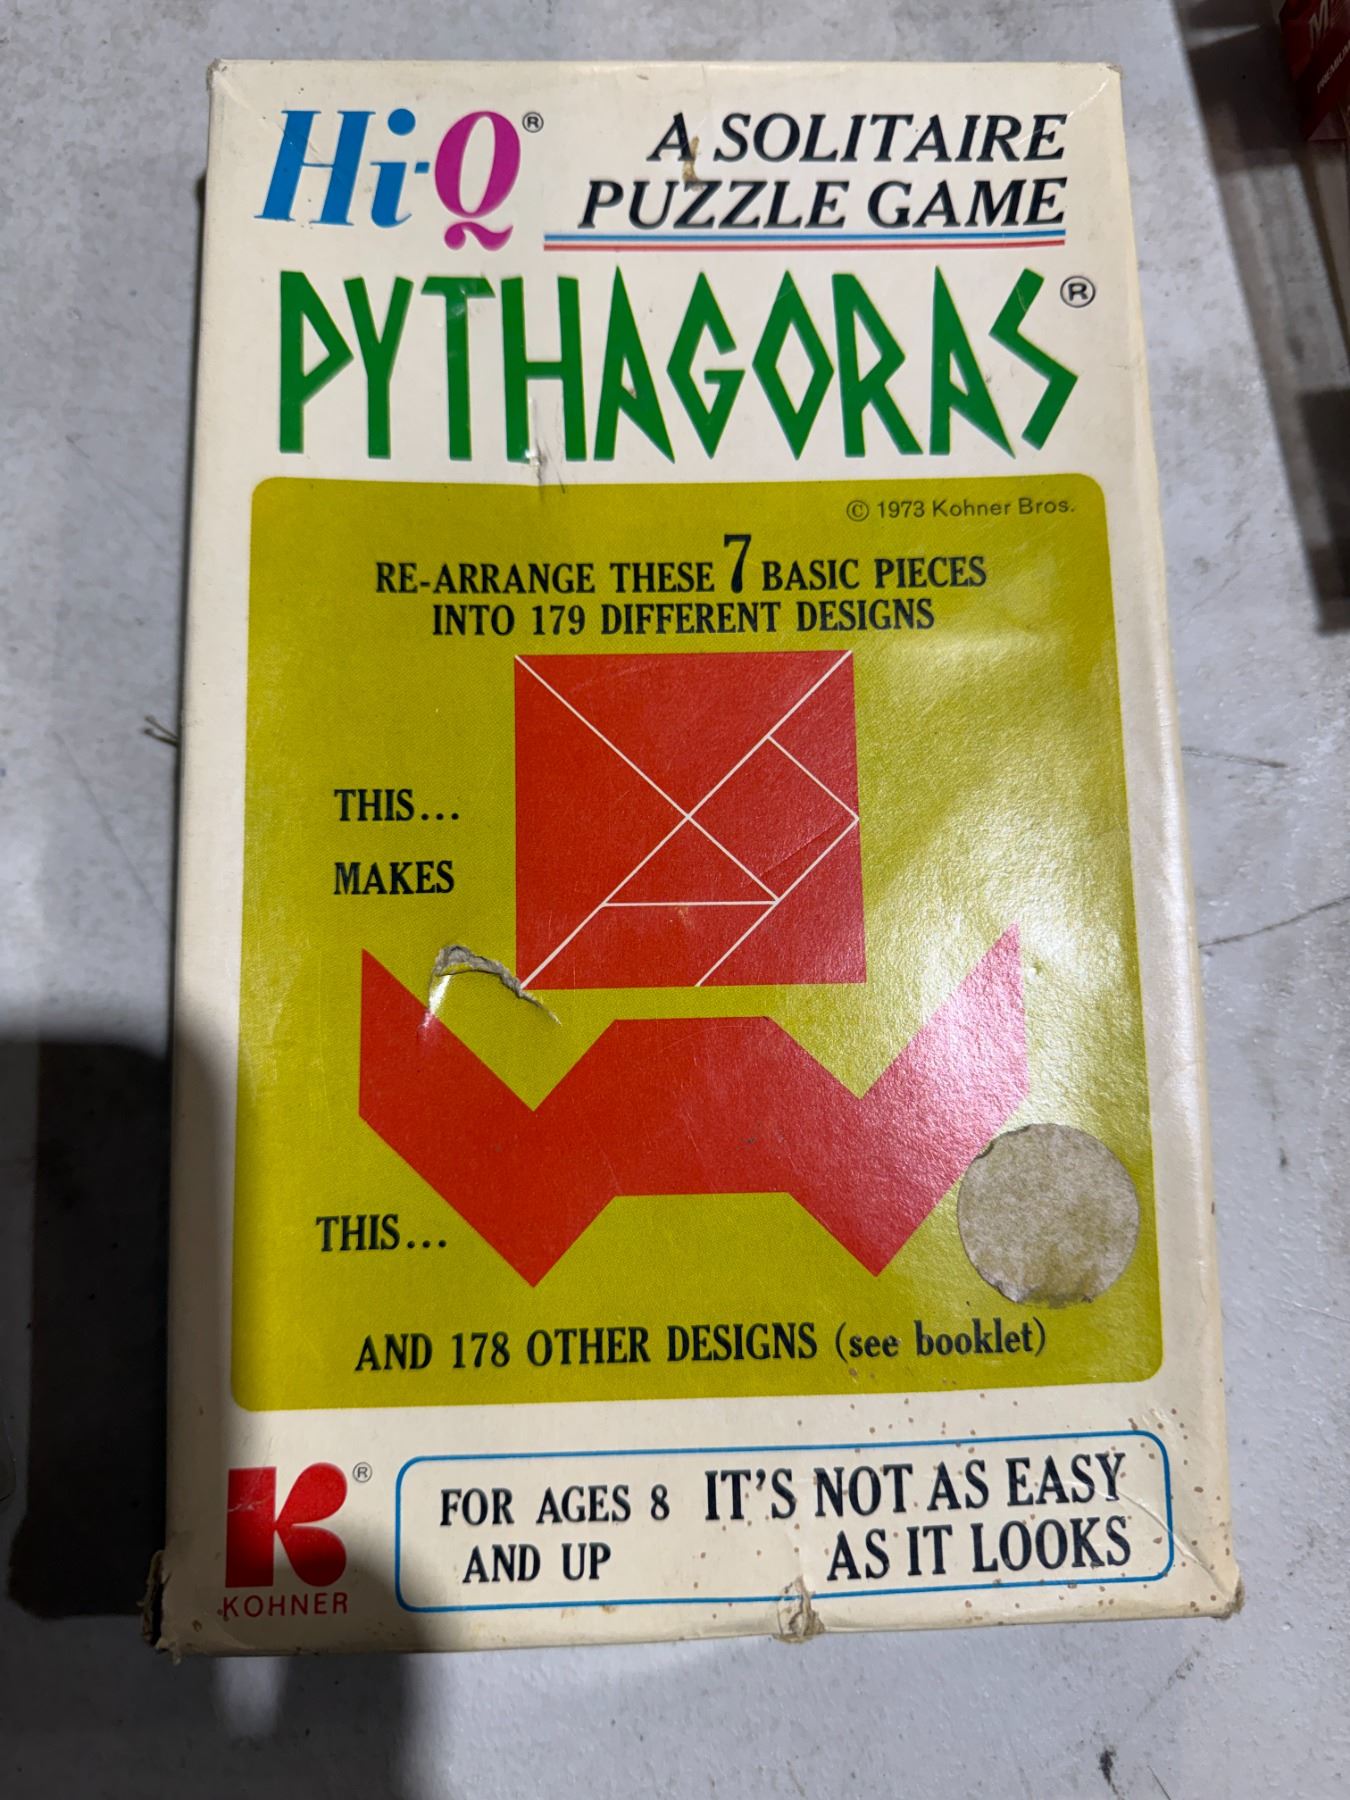 Hi-Q®
A SOLITAIRE
PUZZLE GAME
PYTHAGORAS®
© 1973 Kohner Bros.
RE-ARRANGE THESE 7 BASIC PIECES
INTO 179 DIFFERENT DESIGNS
THIS...
MAKES
THIS...
AND 178 OTHER DESIGNS (see booklet)
K®
KOHNER
FOR AGES 8
AND UP
IT'S NOT AS EASY
AS IT LOOKS